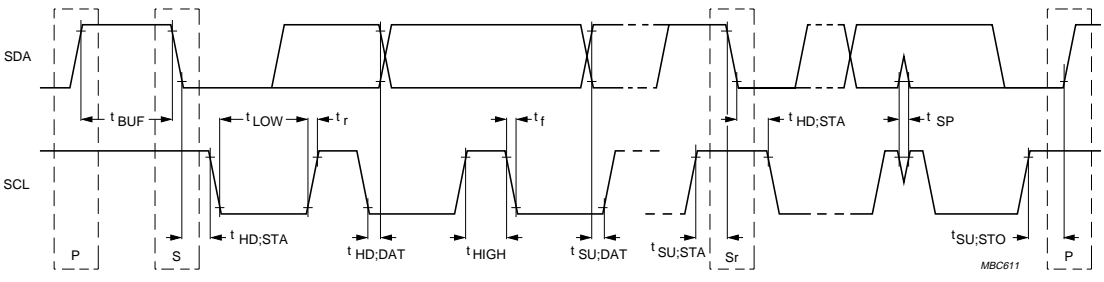 SDA
t BUF
t LOW
t r
t f
t HD;STA
t SP
SCL
t HD;STA
t HD;DAT
t HIGH
t SU;DAT
t SU;STA
t SU;STO
P
S
Sr
MBC611
P